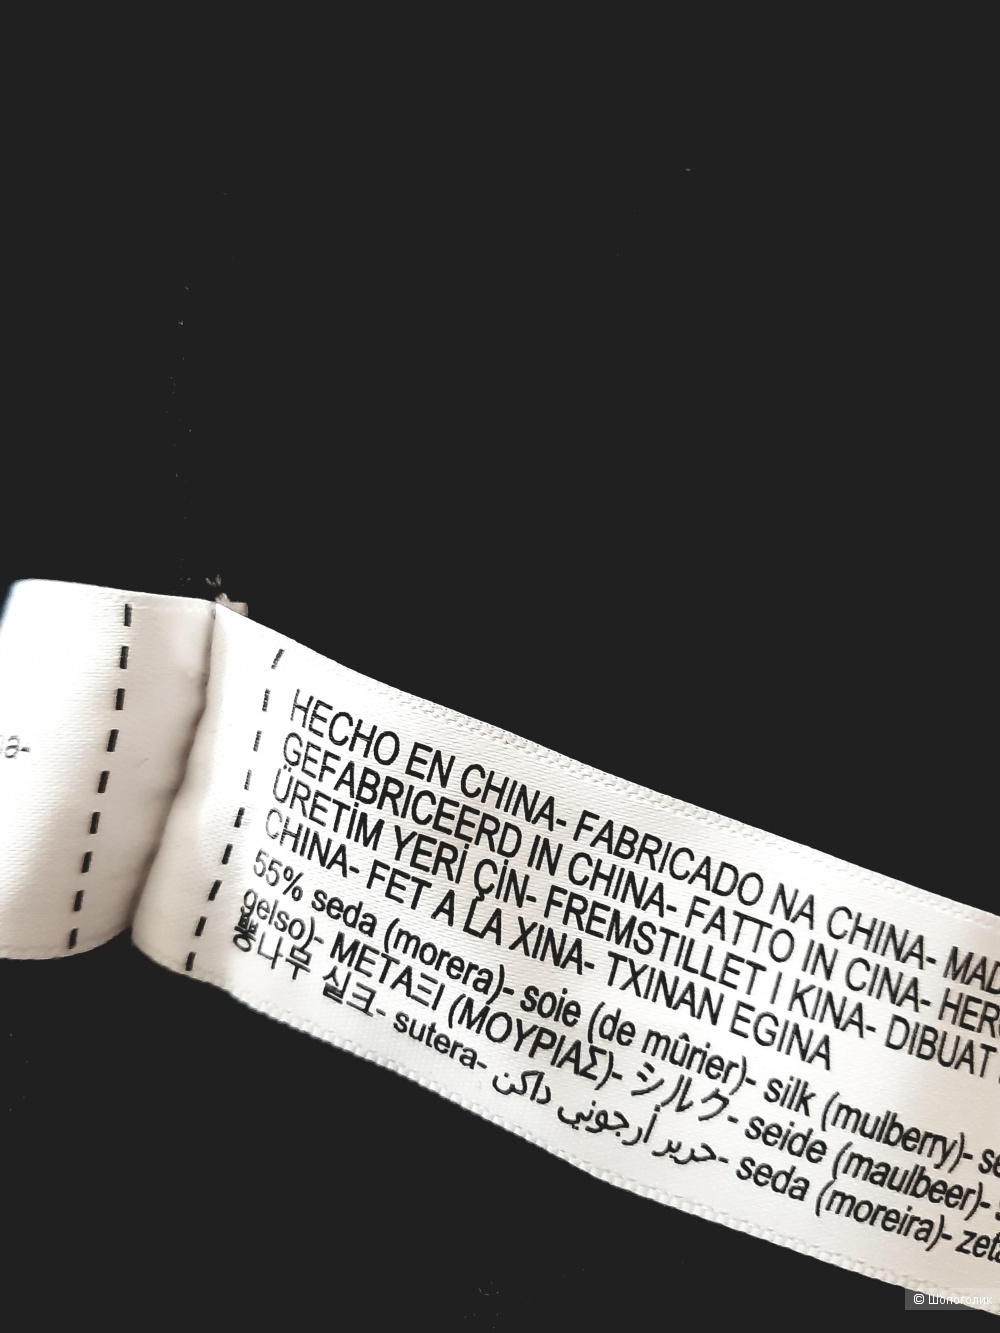 HECHO EN CHINA- FABRICADO NA CHINA- MAD
GEFABRICEERD IN CHINA- FATTO IN CINA- HER
ÜRETİM YERİ ÇİN- FREMSTILLET I KINA- DIBUAT
CHINA- FET A LA XINA- TXINAN EGINA
55% seda (morera)- soie (de mûrier)- silk (mulberry)- se
gelso)- ΜΕΤΑΞΙ (ΜΟΥΡΙΑΣ)- シルク- seide (maulbeer)-
뽕나무 실크- sutera- حرير أرجوني داكن- seda (moreira)- zeta
© Шопоголик